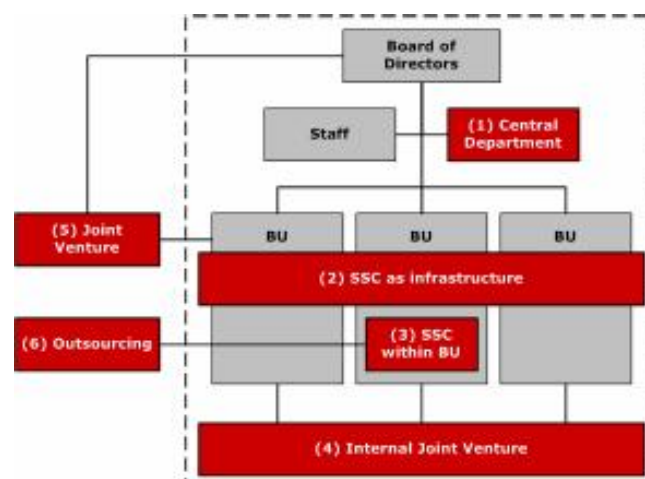 Board of
Directors
Staff
(1) Central
Department
(5) Joint
Venture
BU
BU
BU
(2) SSC as infrastructure
(6) Outsourcing
(3) SSC
within BU
(4) Internal Joint Venture